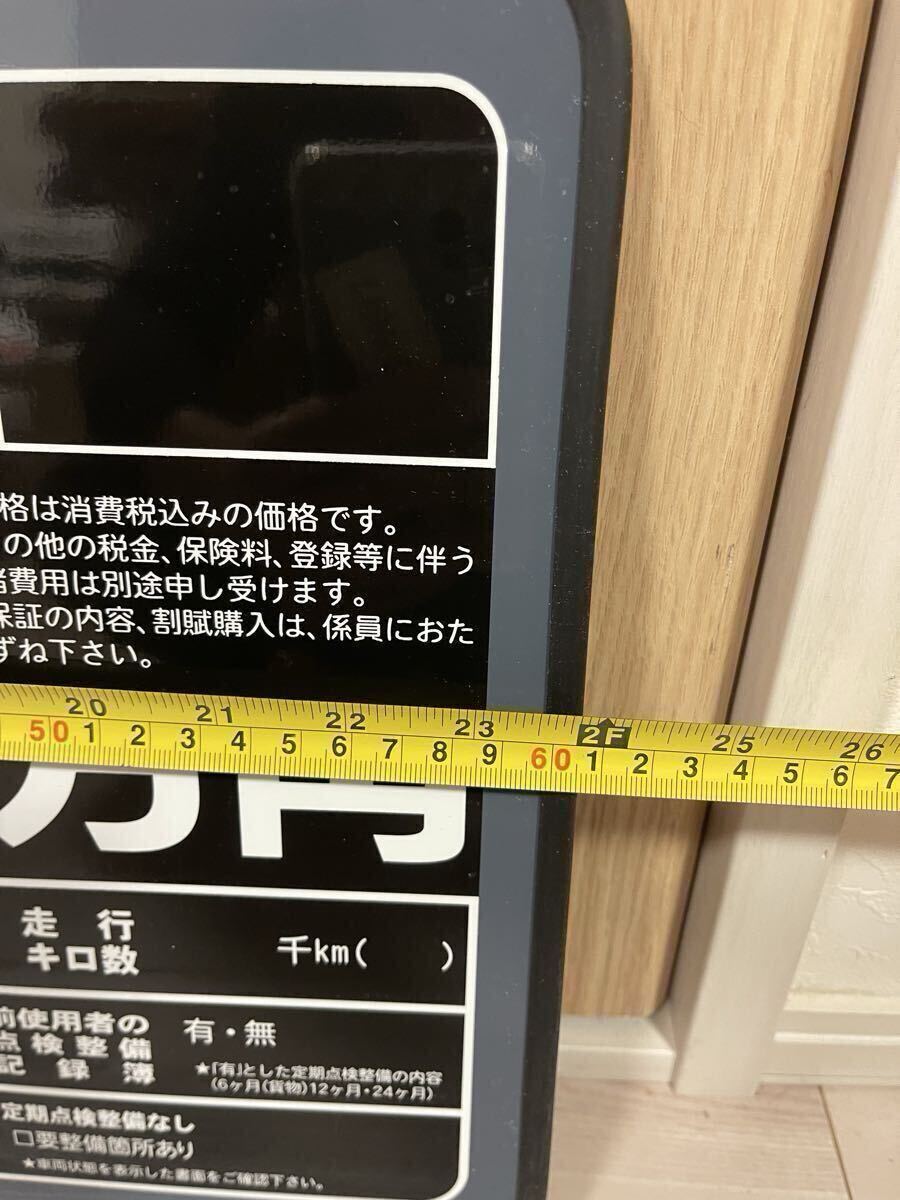 格は消費税込みの価格です。
の他の税金、保険料、登録等に伴う
諸費用は別途申し受けます。
保証の内容、割賦購入は、係員におた
ずね下さい。
20 21 22 23 2F 25 26
50 1 2 3 4 5 6 7 8 9 60 1 2 3 4 5 6 7
万円
走行
キロ数
千km( )
前使用者の
点検整備
記録簿
有・無
★「有」とした定期点検整備の内容
(6ヶ月(貨物)12ヶ月・24ヶ月)
定期点検整備なし
□要整備箇所あり
★車両状態を表示した書面をご確認下さい。